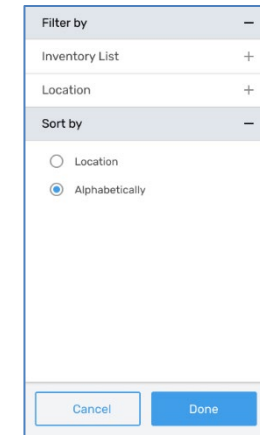 Filter by −
Inventory List +
Location +
Sort by −
Location
Alphabetically
Cancel Done